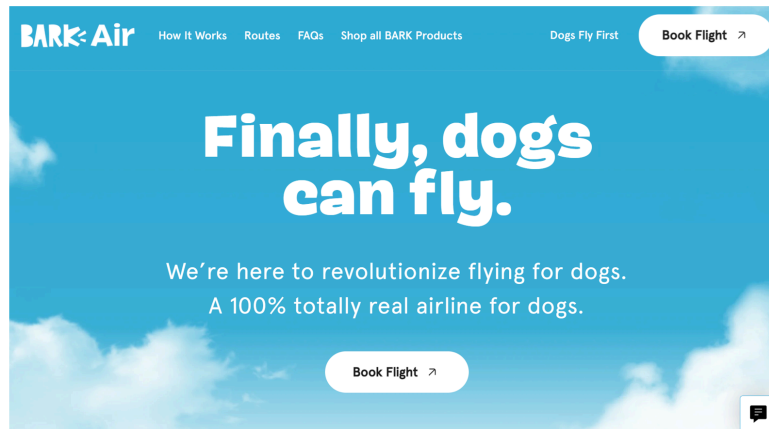 BARK Air
How It Works
Routes
FAQs
Shop all BARK Products
Dogs Fly First
Book Flight
Finally, dogs
can fly.
We’re here to revolutionize flying for dogs.
A 100% totally real airline for dogs.
Book Flight